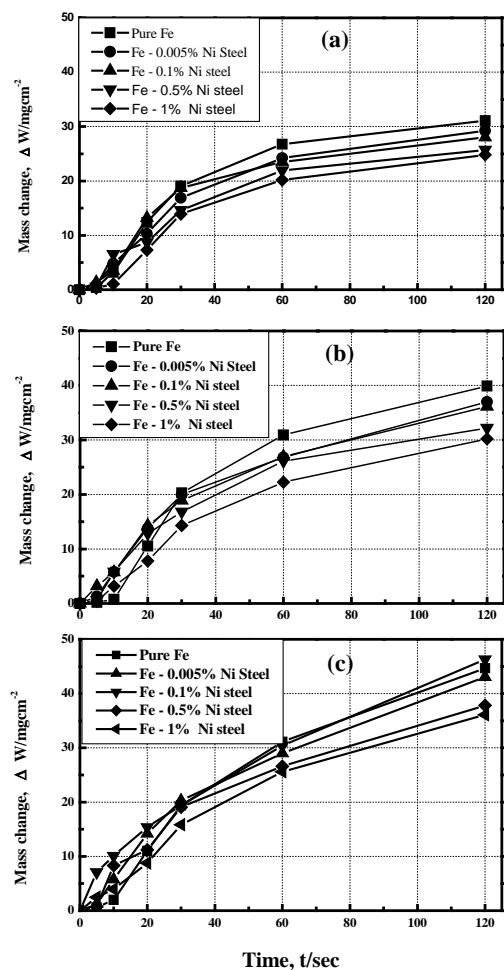 50
40
30
20
10
0
0 20 40 60 80 100 120
Mass change, Δ W/mgcm-2
Pure Fe
Fe - 0.005% Ni Steel
Fe - 0.1% Ni steel
Fe - 0.5% Ni steel
Fe - 1% Ni steel
(a)
50
40
30
20
10
0
0 20 40 60 80 100 120
Mass change, Δ W/mgcm-2
Pure Fe
Fe - 0.005% Ni Steel
Fe - 0.1% Ni steel
Fe - 0.5% Ni steel
Fe - 1% Ni steel
(b)
50
40
30
20
10
0
0 20 40 60 80 100 120
Mass change, Δ W/mgcm-2
Pure Fe
Fe - 0.005% Ni Steel
Fe - 0.1% Ni steel
Fe - 0.5% Ni steel
Fe - 1% Ni steel
(c)
Time, t/sec